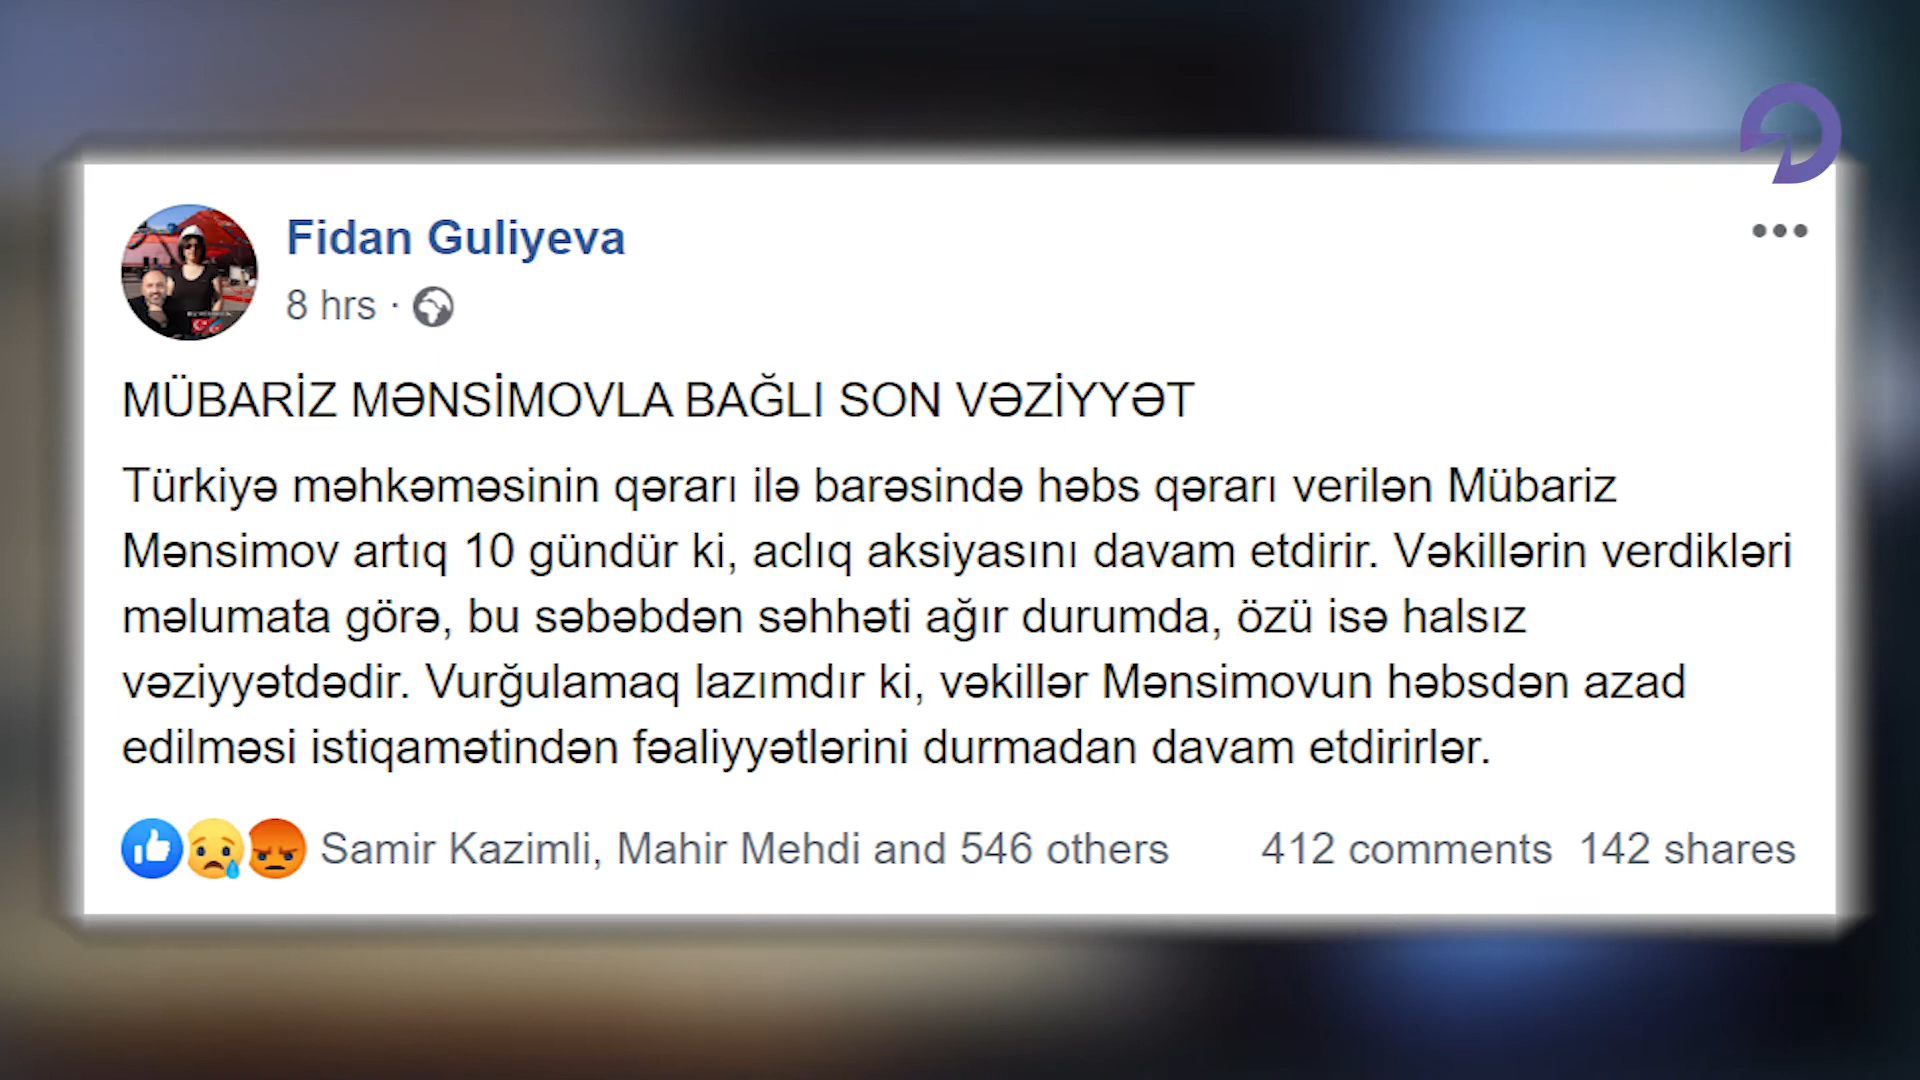 Fidan Guliyeva
8 hrs ·
MÜBARİZ MƏNSİMOVLA BAĞLI SON VƏZİYYƏT
Türkiyə məhkəməsinin qərarı ilə barəsində həbs qərarı verilən Mübariz
Mənsimov artıq 10 gündür ki, aclıq aksiyasını davam etdirir. Vəkillərin verdikləri
məlumata görə, bu səbəbdən səhhəti ağır durumda, özü isə halsız
vəziyyətdədir. Vurğulamaq lazımdır ki, vəkillər Mənsimovun həbsdən azad
edilməsi istiqamətindən fəaliyyətlərini durmadan davam etdirirlər.
Samir Kazimli, Mahir Mehdi and 546 others 412 comments 142 shares